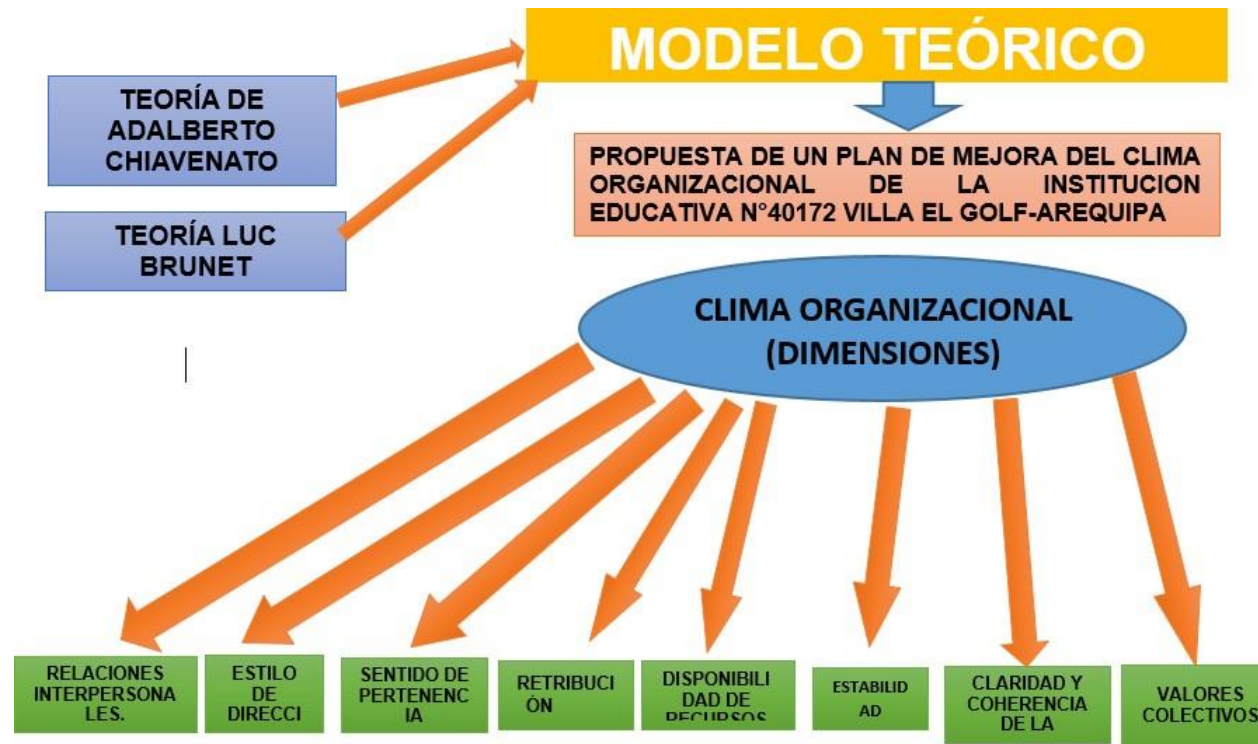 MODELO TEÓRICO
TEORÍA DE
ADALBERTO
CHIAVENATO
TEORÍA LUC
BRUNET
PROPUESTA DE UN PLAN DE MEJORA DEL CLIMA
ORGANIZACIONAL DE LA INSTITUCION
EDUCATIVA N°40172 VILLA EL GOLF-AREQUIPA
CLIMA ORGANIZACIONAL
(DIMENSIONES)
RELACIONES
INTERPERSONA
LES.
ESTILO
DE
DIRECCI
SENTIDO DE
PERTENENC
IA
RETRIBUCI
ÓN
DISPONIBILI
DAD DE
RECURSOS
ESTABILID
AD
CLARIDAD Y
COHERENCIA
DE LA
VALORES
COLECTIVOS